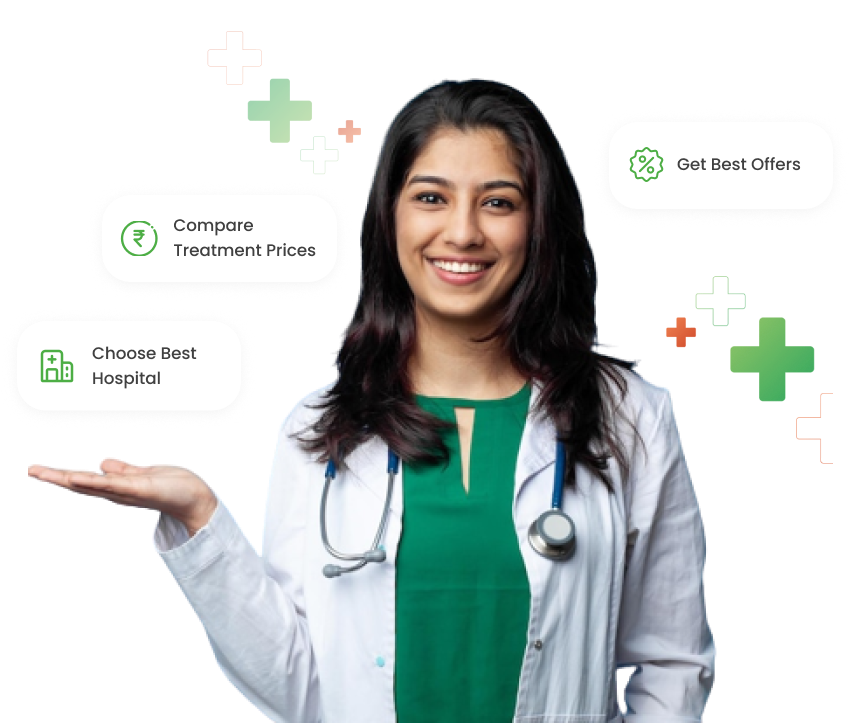 Get Best Offers
Compare
Treatment Prices
Choose Best
Hospital